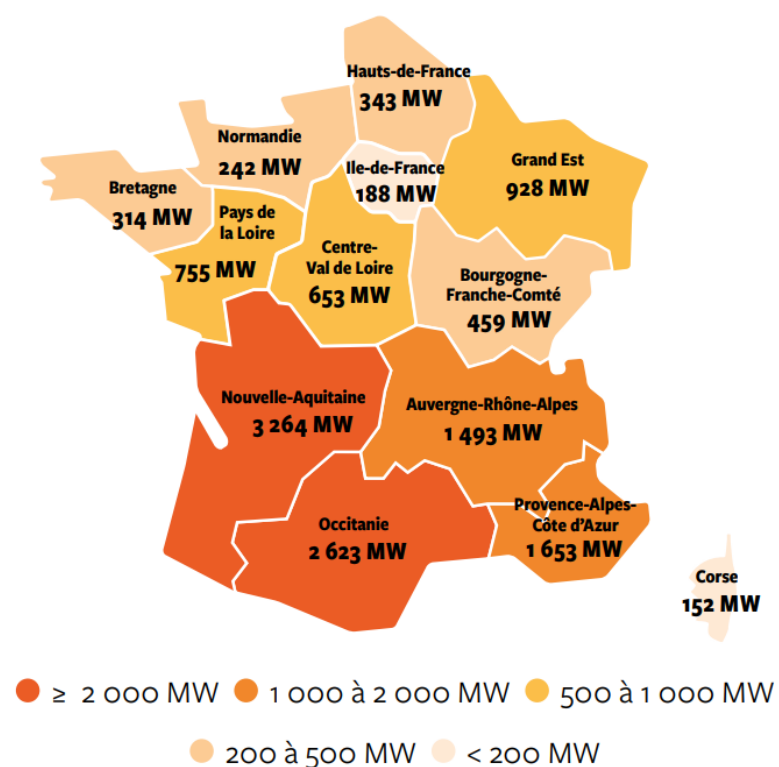 Hauts-de-France
343 MW
Normandie
242 MW
Ile-de-France
188 MW
Grand Est
928 MW
Bretagne
314 MW
Pays de
la Loire
755 MW
Centre-
Val de Loire
653 MW
Bourgogne-
Franche-Comté
459 MW
Nouvelle-Aquitaine
3 264 MW
Auvergne-Rhône-Alpes
1 493 MW
Occitanie
2 623 MW
Provence-Alpes-
Côte d'Azur
1 653 MW
Corse
152 MW
≥ 2 000 MW
1 000 à 2 000 MW
500 à 1 000 MW
200 à 500 MW
< 200 MW